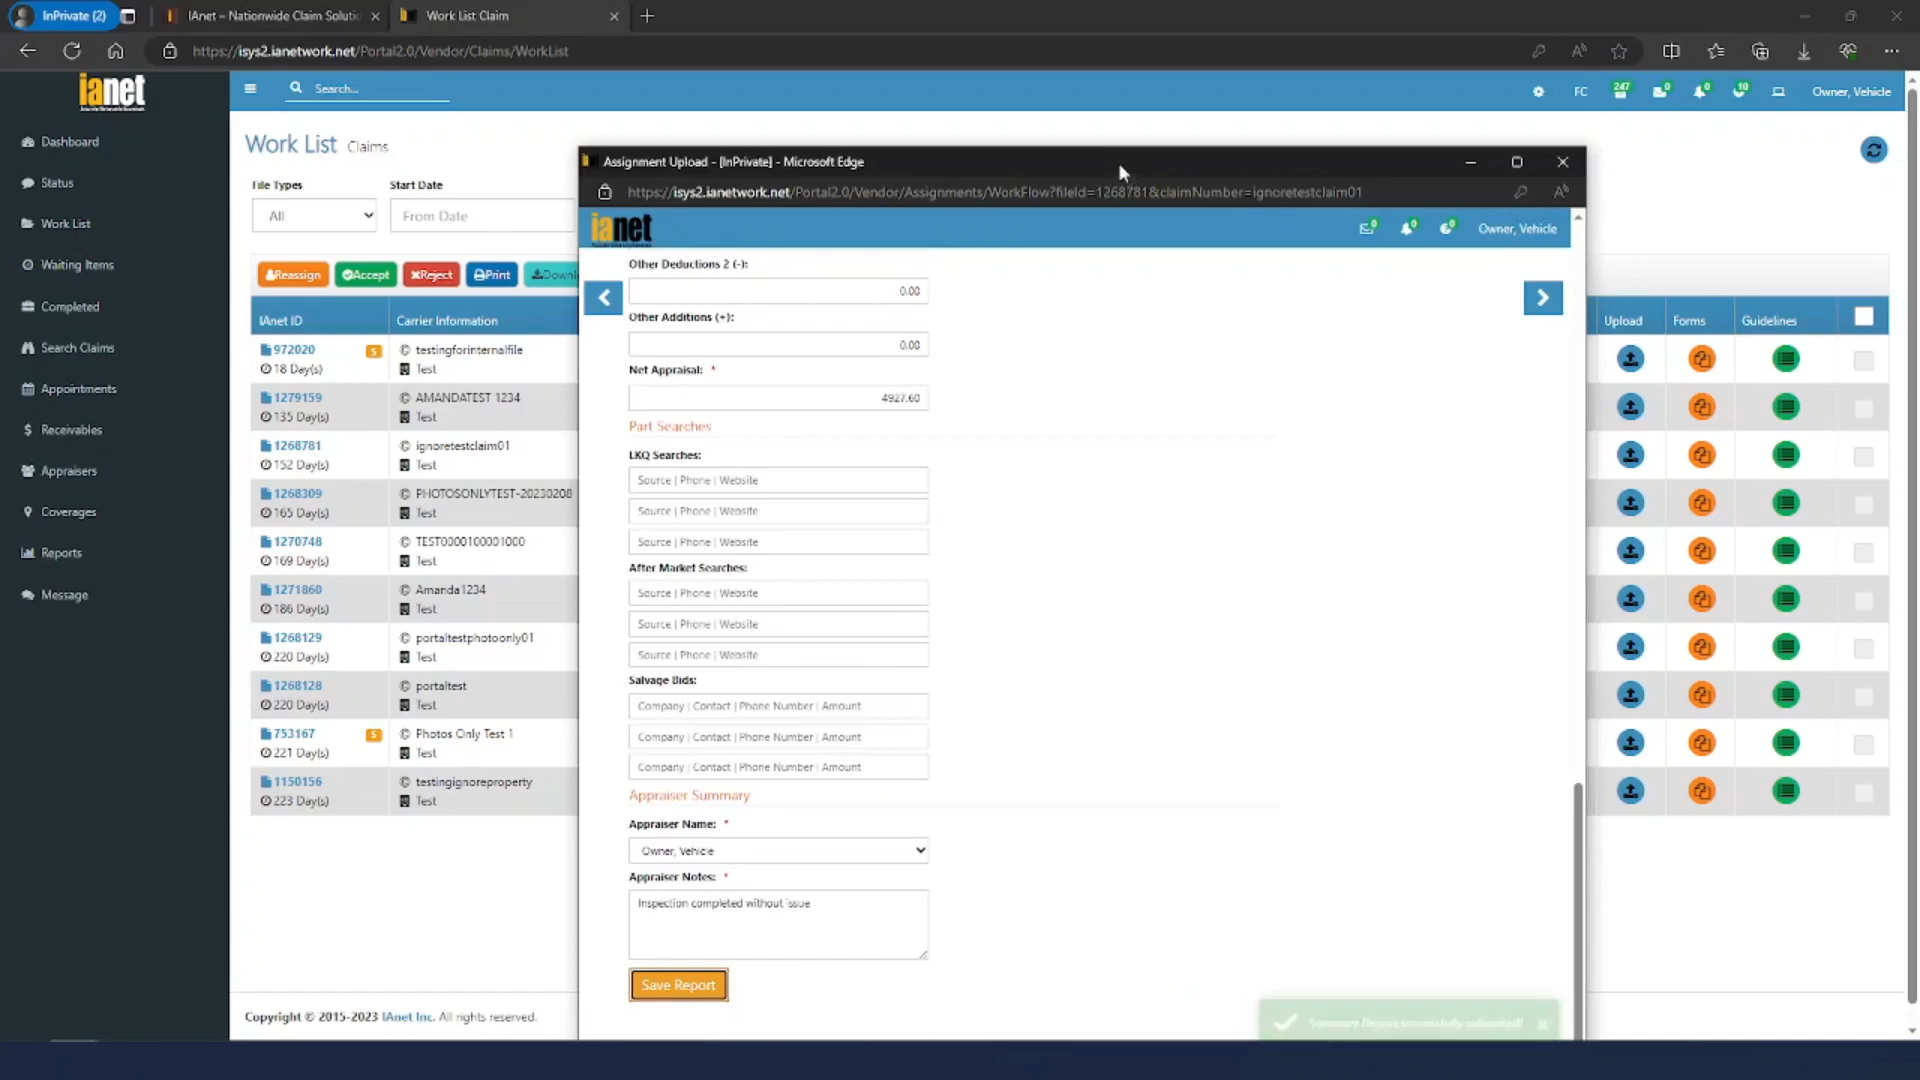 InPrivate (2)
IAnet – Nationwide Claim Solutio
Work List Claim
https://isys2.ianetwork.net/Portal2.0/Vendor/Claims/WorkList
ianet
Search...
FC
247
0
0
10
Owner, Vehicle
Dashboard
Status
Work List
Waiting Items
Completed
Search Claims
Appointments
Receivables
Appraisers
Coverages
Reports
Message
Work List Claims
File Types
Start Date
All
From Date
Reassign
Accept
Reject
Print
Downl
IAnet ID
Carrier Information
Upload
Forms
Guidelines
972020
S
testingforinternalfile
18 Day(s)
Test
1279159
AMANDATEST 1234
135 Day(s)
Test
1268781
ignoretestclaim01
152 Day(s)
Test
1268309
PHOTOSONLYTEST-20230208
165 Day(s)
Test
1270748
TEST0000100001000
169 Day(s)
Test
1271860
Amanda1234
186 Day(s)
Test
1268129
portaltestphotoonly01
220 Day(s)
Test
1268128
portaltest
220 Day(s)
Test
753167
S
Photos Only Test 1
221 Day(s)
Test
1150156
testingignoreproperty
223 Day(s)
Test
Copyright © 2015-2023 IAnet Inc. All rights reserved.
Assignment Upload - [InPrivate] - Microsoft Edge
https://isys2.ianetwork.net/Portal2.0/Vendor/Assignments/WorkFlow?fileId=1268781&claimNumber=ignoretestclaim01
ianet
0
0
0
Owner, Vehicle
Other Deductions 2 (-):
0.00
Other Additions (+):
0.00
Net Appraisal: *
4927.60
Part Searches
LKQ Searches:
Source | Phone | Website
Source | Phone | Website
Source | Phone | Website
After Market Searches:
Source | Phone | Website
Source | Phone | Website
Source | Phone | Website
Salvage Bids:
Company | Contact | Phone Number | Amount
Company | Contact | Phone Number | Amount
Company | Contact | Phone Number | Amount
Appraiser Summary
Appraiser Name: *
Owner, Vehicle
Appraiser Notes: *
Inspection completed without issue
Save Report
Summary Report successfully submitted!